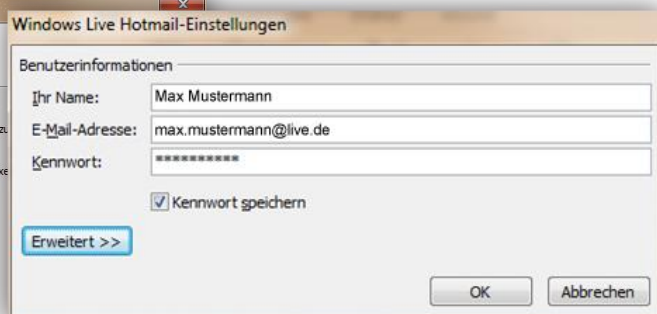 Windows Live Hotmail-Einstellungen
Benutzerinformationen
Ihr Name: Max Mustermann
E-Mail-Adresse: max.mustermann@live.de
Kennwort: **********
Kennwort speichern
Erweitert >>
OK Abbrechen